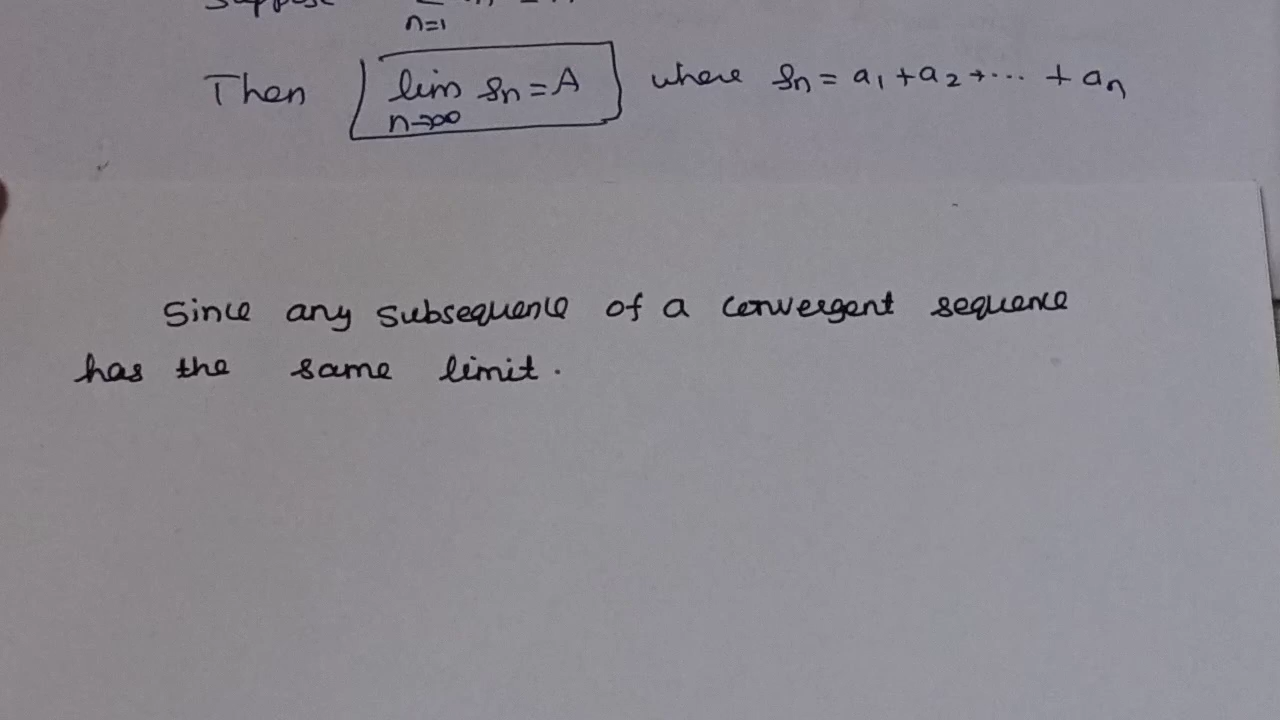 n=1
Then lim n→∞ Sn = A where Sn = a1 + a2 + ... + an
Since any subsequence of a convergent sequence
has the same limit.